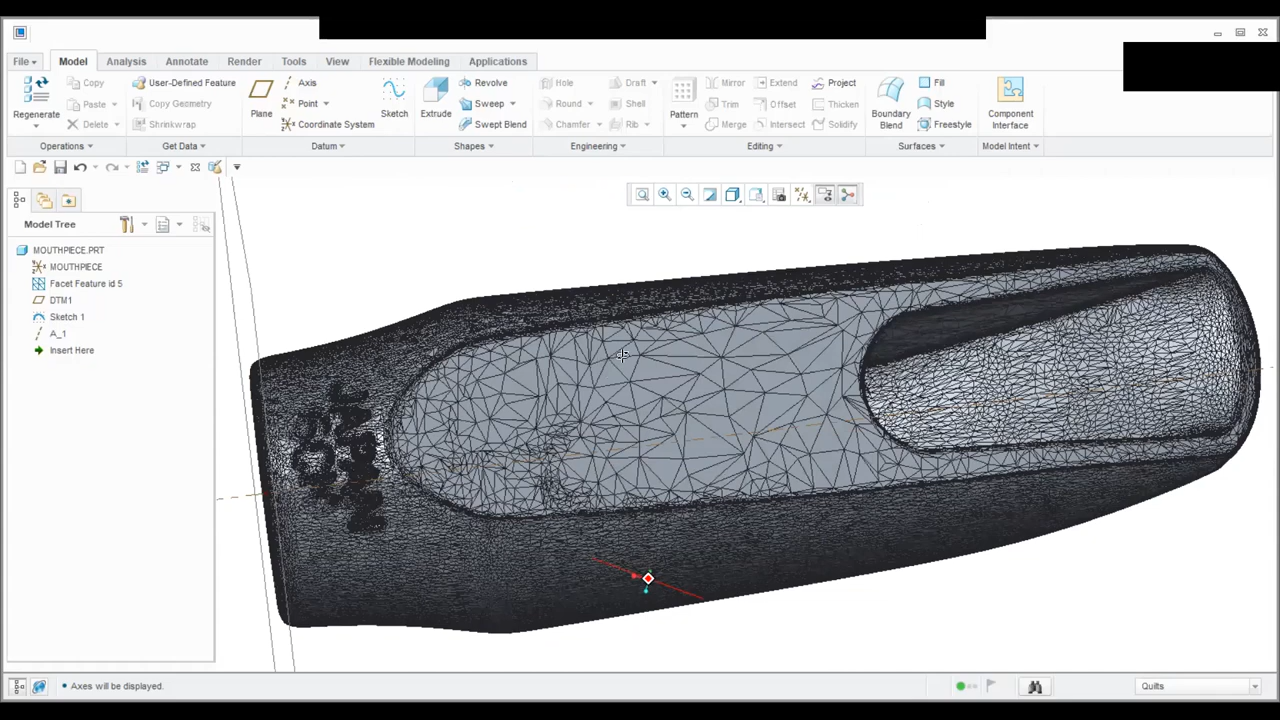 File Model Analysis Annotate Render Tools View Flexible Modeling Applications
Regenerate
Copy
Paste
Delete
Operations
User-Defined Feature
Copy Geometry
Shrinkwrap
Get Data
Plane
Axis
Point
Coordinate System
Sketch
Datum
Extrude
Revolve
Sweep
Swept Blend
Shapes
Hole
Round
Chamfer
Draft
Shell
Rib
Engineering
Pattern
Mirror
Trim
Merge
Extend
Offset
Intersect
Project
Thicken
Solidify
Editing
Boundary
Blend
Fill
Style
Freestyle
Surfaces
Component
Interface
Model Intent
Model Tree
MOUTHPIECE.PRT
MOUTHPIECE
Facet Feature id 5
DTM1
Sketch 1
A_1
Insert Here
• Axes will be displayed.
Quilts